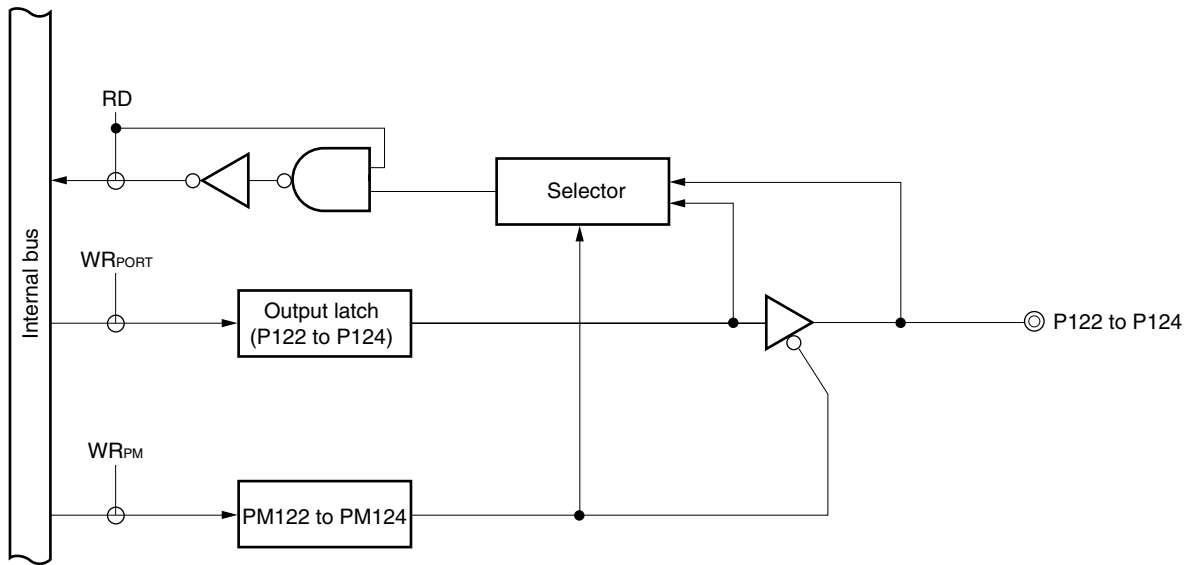 RD
Selector
WRPORT
Internal bus
Output latch
(P122 to P124)
P122 to P124
WRPM
PM122 to PM124